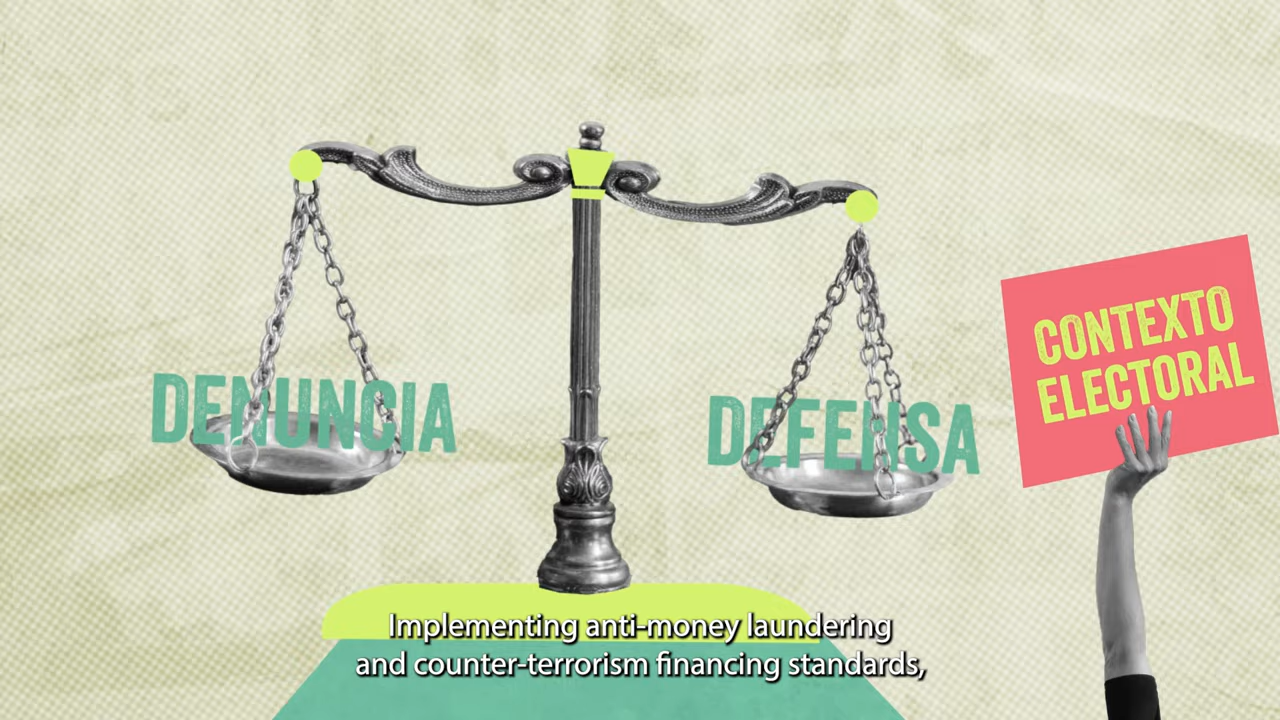 DENUNCIA
DEFENSA
CONTEXTO
ELECTORAL
Implementing anti-money laundering
and counter-terrorism financing standards,